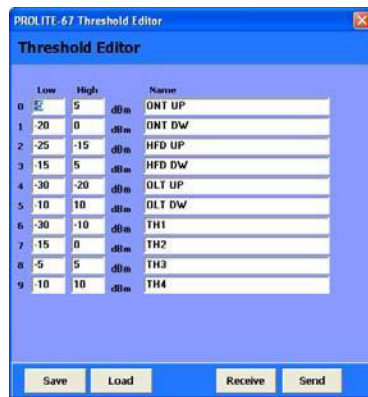 PROLITE-67 Threshold Editor
Threshold Editor
Low High Name
0 5 dBm ONT UP
1 -20 0 dBm ONT DW
2 -25 -15 dBm HFD UP
3 -15 5 dBm HFD DW
4 -30 -20 dBm OLT UP
5 -10 10 dBm OLT DW
6 -30 -10 dBm TH1
7 -15 0 dBm TH2
8 -5 5 dBm TH3
9 -10 10 dBm TH4
Save Load Receive Send